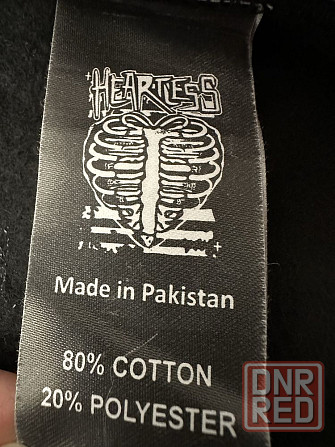 HEARTLESS
Made in Pakistan
80% COTTON
20% POLYESTER
DNR
RED